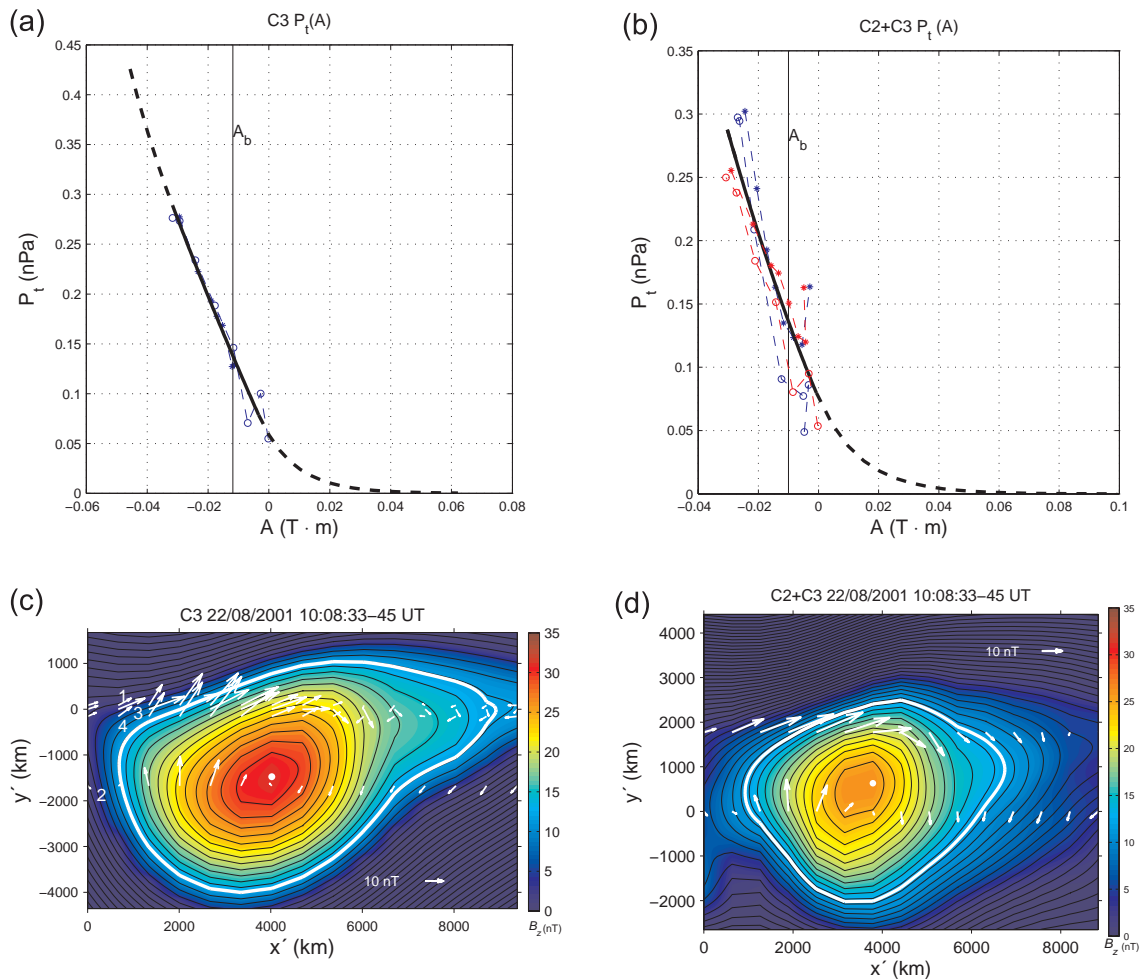 (a)
C3 P_t(A)
0.45
0.4
0.35
0.3
0.25
0.2
0.15
0.1
0.05
0
P_t (nPa)
A_b
−0.06 −0.04 −0.02 0 0.02 0.04 0.06 0.08
A (T · m)
(b)
C2+C3 P_t (A)
0.35
0.3
0.25
0.2
0.15
0.1
0.05
0
P_t (nPa)
A_b
−0.04 −0.02 0 0.02 0.04 0.06 0.08 0.1
A (T · m)
(c)
C3 22/08/2001 10:08:33−45 UT
1000
0
−1000
−2000
−3000
−4000
y´ (km)
1
3
4
2
10 nT
0 2000 4000 6000 8000
x´ (km)
35
30
25
20
15
10
5
0
B_z (nT)
(d)
C2+C3 22/08/2001 10:08:33−45 UT
4000
3000
2000
1000
0
−1000
−2000
y´ (km)
10 nT
0 2000 4000 6000 8000
x´ (km)
35
30
25
20
15
10
5
0
B_z (nT)